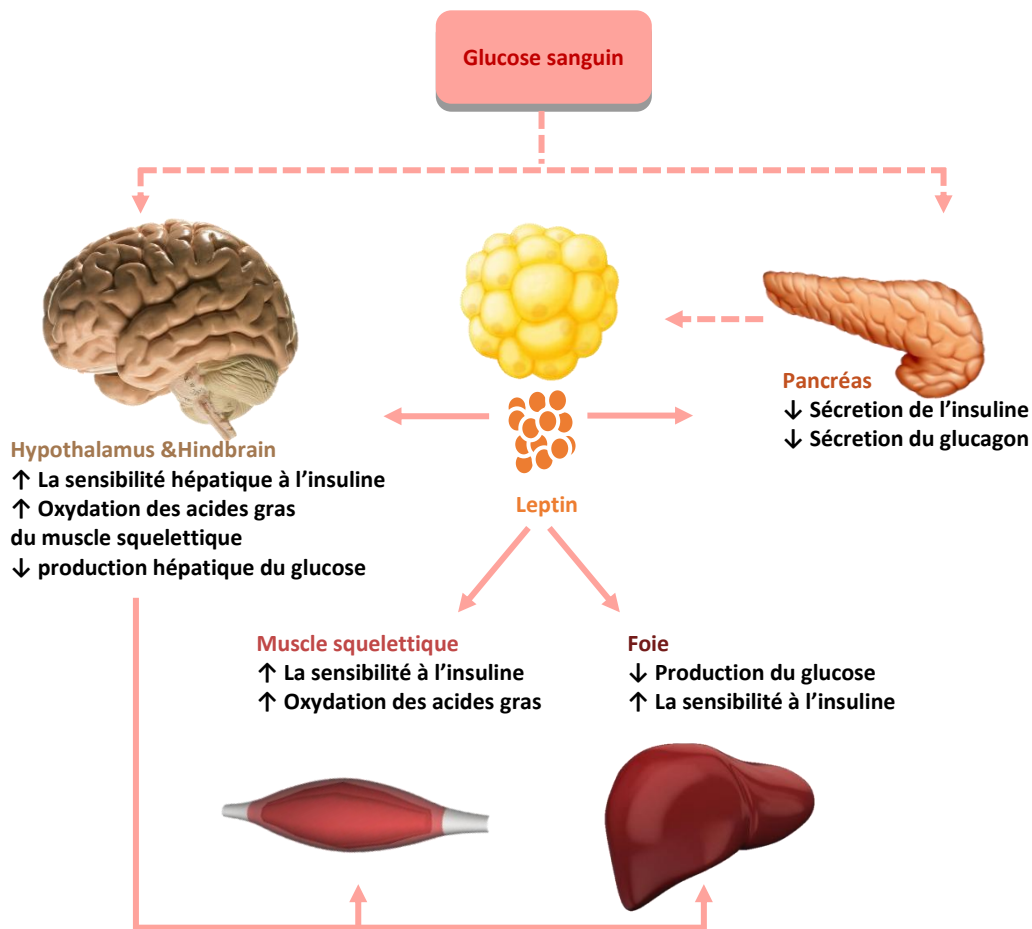 Glucose sanguin
Pancréas
↓ Sécretion de l’insuline
↓ Sécretion du glucagon
Hypothalamus &Hindbrain
↑ La sensibilité hépatique à l’insuline
↑ Oxydation des acides gras
du muscle squelettique
↓ production hépatique du glucose
Leptin
Muscle squelettique
↑ La sensibilité à l’insuline
↑ Oxydation des acides gras
Foie
↓ Production du glucose
↑ La sensibilité à l’insuline